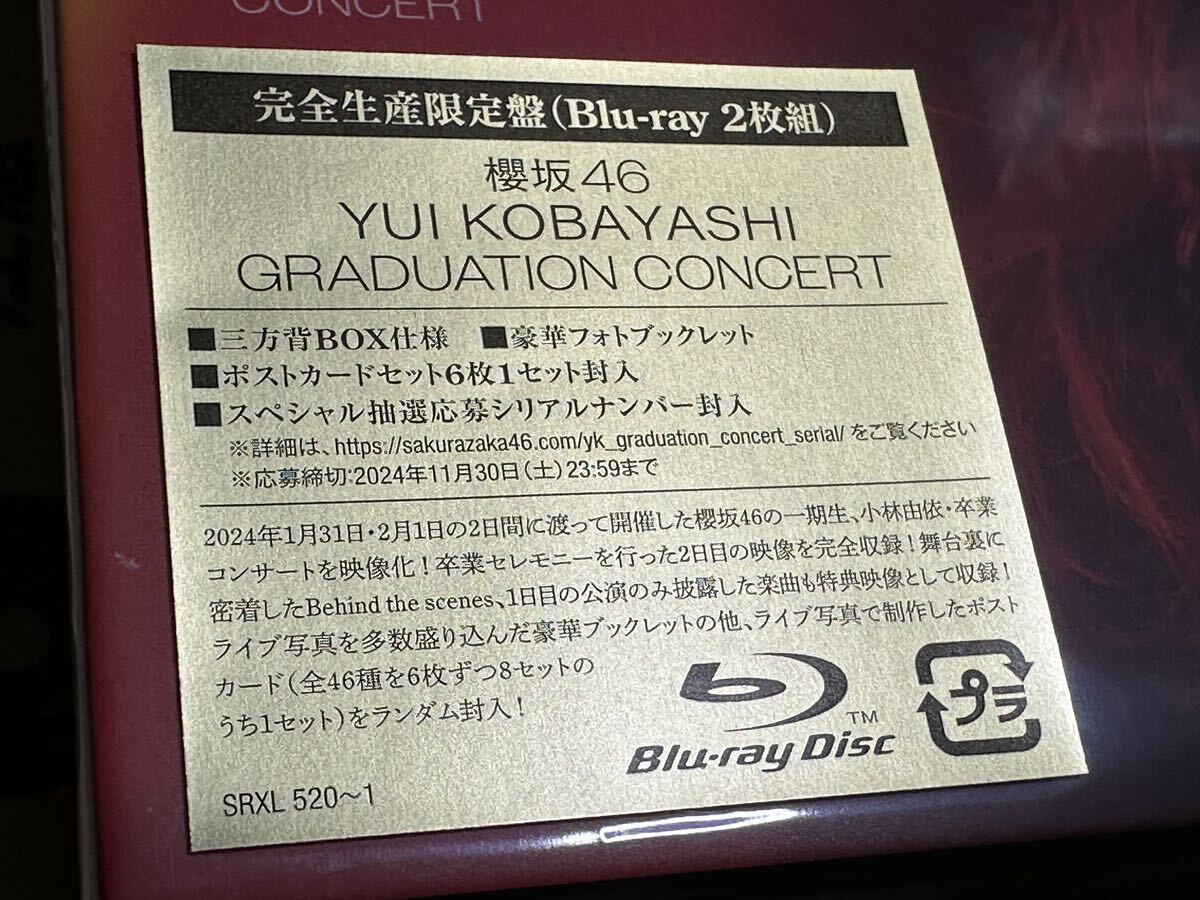 CONCERT
完全生産限定盤(Blu-ray 2枚組)
櫻坂46
YUI KOBAYASHI
GRADUATION CONCERT
■三方背BOX仕様 ■豪華フォトブックレット
■ポストカードセット6枚1セット封入
■スペシャル抽選応募シリアルナンバー封入
※詳細は、https://sakurazaka46.com/yk_graduation_concert_serial/ をご覧ください
※応募締切:2024年11月30日(土)23:59まで
2024年1月31日・2月1日の2日間に渡って開催した櫻坂46の一期生、小林由依・卒業
コンサートを映像化!卒業セレモニーを行った2日目の映像を完全収録!舞台裏に
密着したBehind the scenes、1日目の公演のみ披露した楽曲も特典映像として収録!
ライブ写真を多数盛り込んだ豪華ブックレットの他、ライブ写真で制作したポスト
カード(全46種を6枚ずつ8セットの
うち1セット)をランダム封入!
Blu-ray Disc TM
プラ
SRXL 520~1